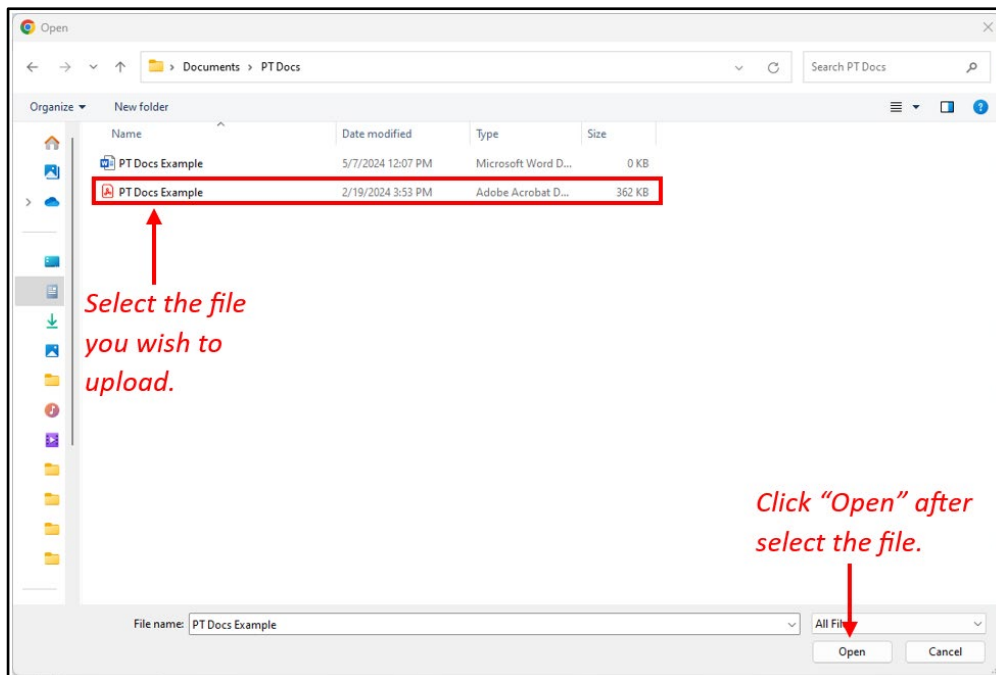 Open
Documents > PT Docs
Search PT Docs
Organize
New folder
Name Date modified Type Size
PT Docs Example 5/7/2024 12:07 PM Microsoft Word D... 0 KB
PT Docs Example 2/19/2024 3:53 PM Adobe Acrobat D... 362 KB
Select the file
you wish to
upload.
Click “Open” after
select the file.
File name: PT Docs Example
All Fil
Open Cancel